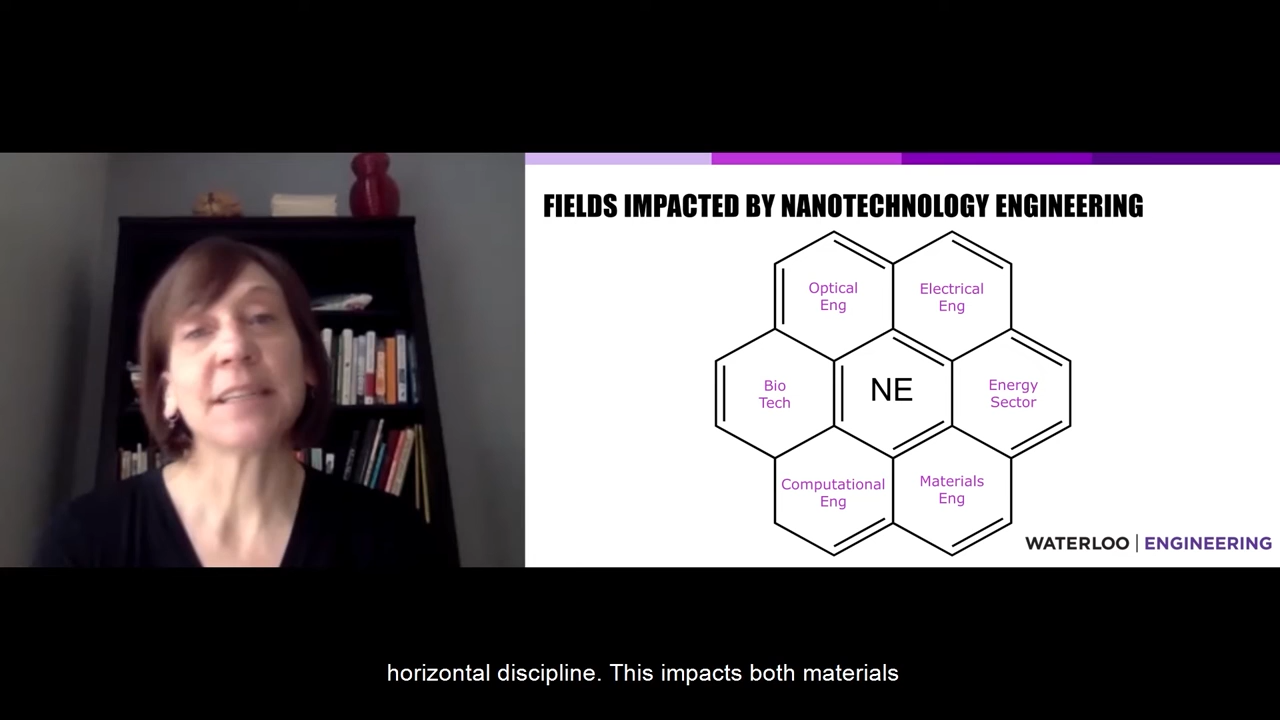 FIELDS IMPACTED BY NANOTECHNOLOGY ENGINEERING
Optical
Eng
Electrical
Eng
Bio
Tech
NE
Energy
Sector
Computational
Eng
Materials
Eng
WATERLOO | ENGINEERING
horizontal discipline. This impacts both materials